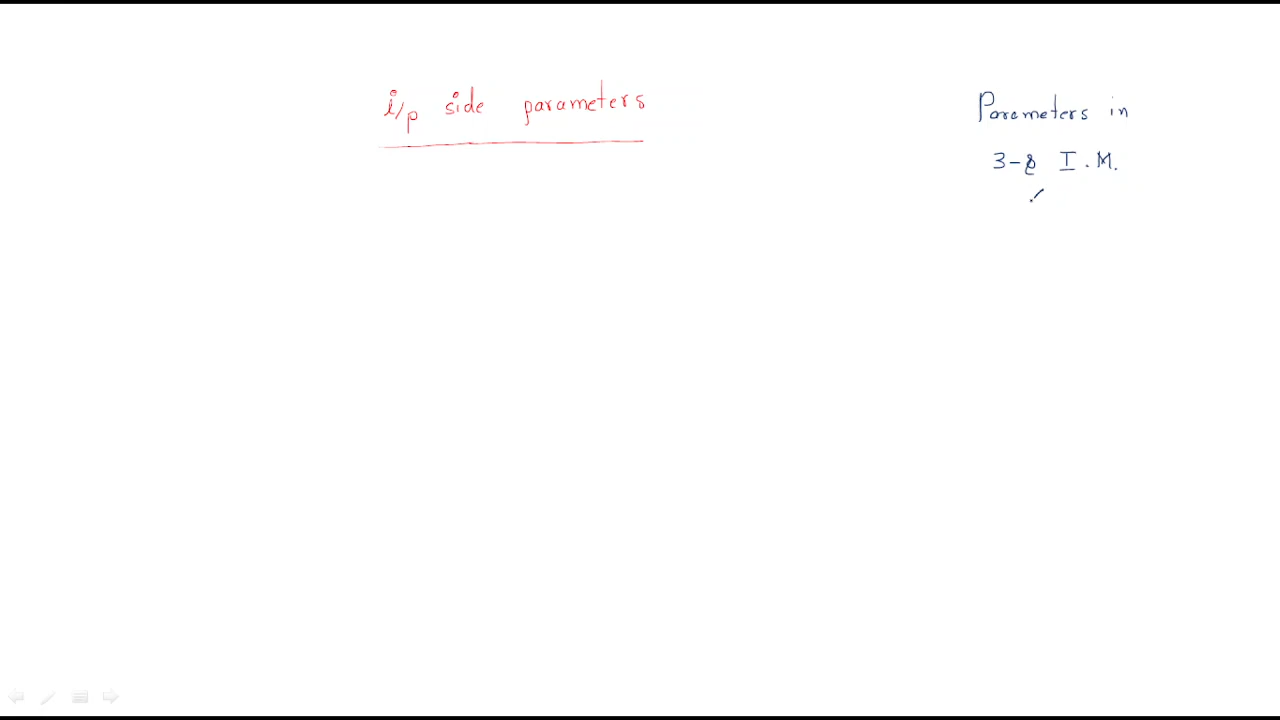 i/p side parameters
Parameters in
3-φ I.M.